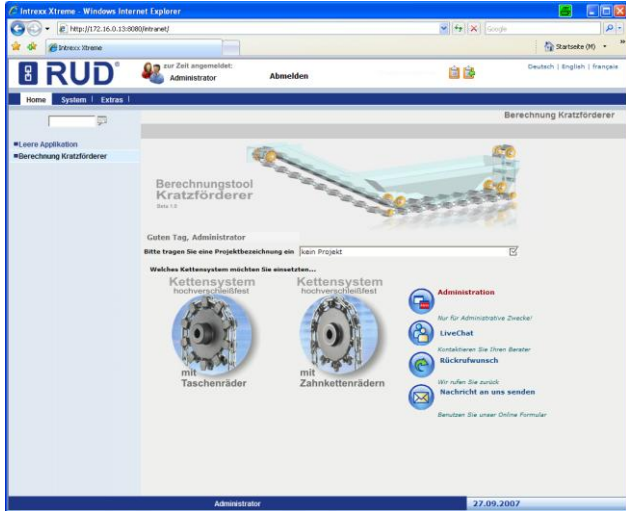 Intrexx Xtreme - Windows Internet Explorer
http://172.16.0.13:8080/intranet/
Google
Intrexx Xtreme
Startseite (M)
RUD®
zur Zeit angemeldet:
Administrator
Abmelden
Deutsch | English | français
Home System | Extras |
Berechnung Kratzförderer
Leere Applikation
Berechnung Kratzförderer
Berechnungstool
Kratzförderer
Beta 1.0
Guten Tag, Administrator
Bitte tragen Sie eine Projektbezeichnung ein
kein Projekt
Welches Kettensystem möchten Sie einsetzten...
Kettensystem
hochverschleißfest
mit
Taschenräder
Kettensystem
hochverschleißfest
mit
Zahnkettenrädern
Administration
Nur für Administrative Zwecke!
LiveChat
Kontaktieren Sie Ihren Berater
Rückrufwunsch
Wir rufen Sie zurück
Nachricht an uns senden
Benutzen Sie unser Online Formular
Administrator
27.09.2007